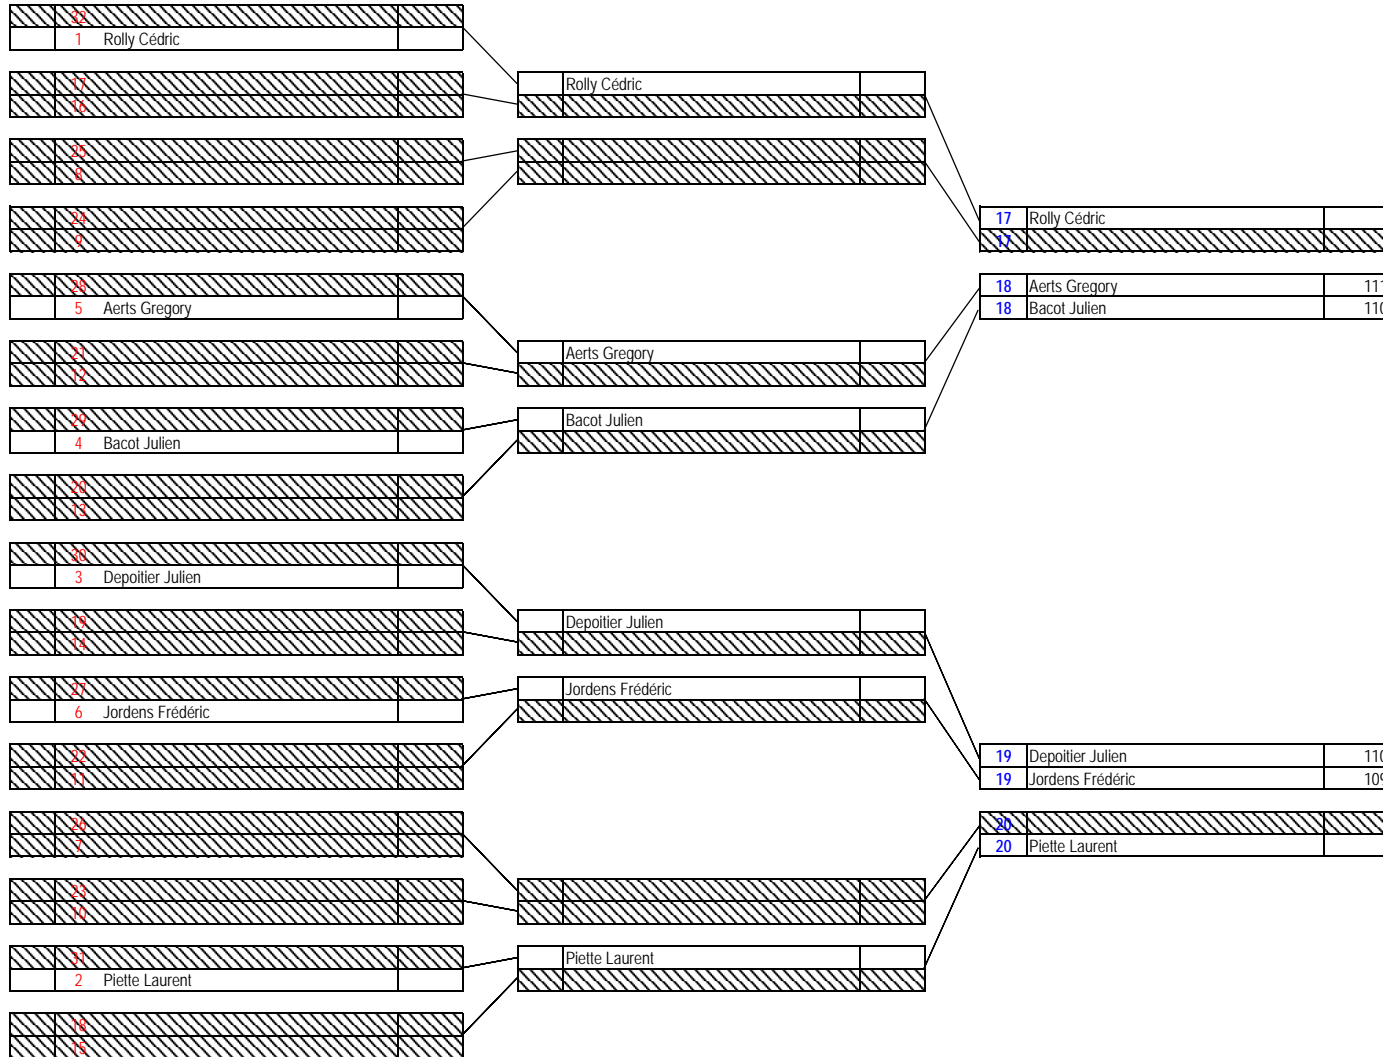 32
1 Rolly Cédric
17
16
25
8
24
9
28
5 Aerts Gregory
21
12
29
4 Bacot Julien
20
13
30
3 Depoitier Julien
19
14
27
6 Jordens Frédéric
22
11
26
7
23
10
31
2 Piette Laurent
18
15
Rolly Cédric
Aerts Gregory
Bacot Julien
Depoitier Julien
Jordens Frédéric
Piette Laurent
17 Rolly Cédric
17
18 Aerts Gregory 111
18 Bacot Julien 110
19 Depoitier Julien 110
19 Jordens Frédéric 109
20
20 Piette Laurent